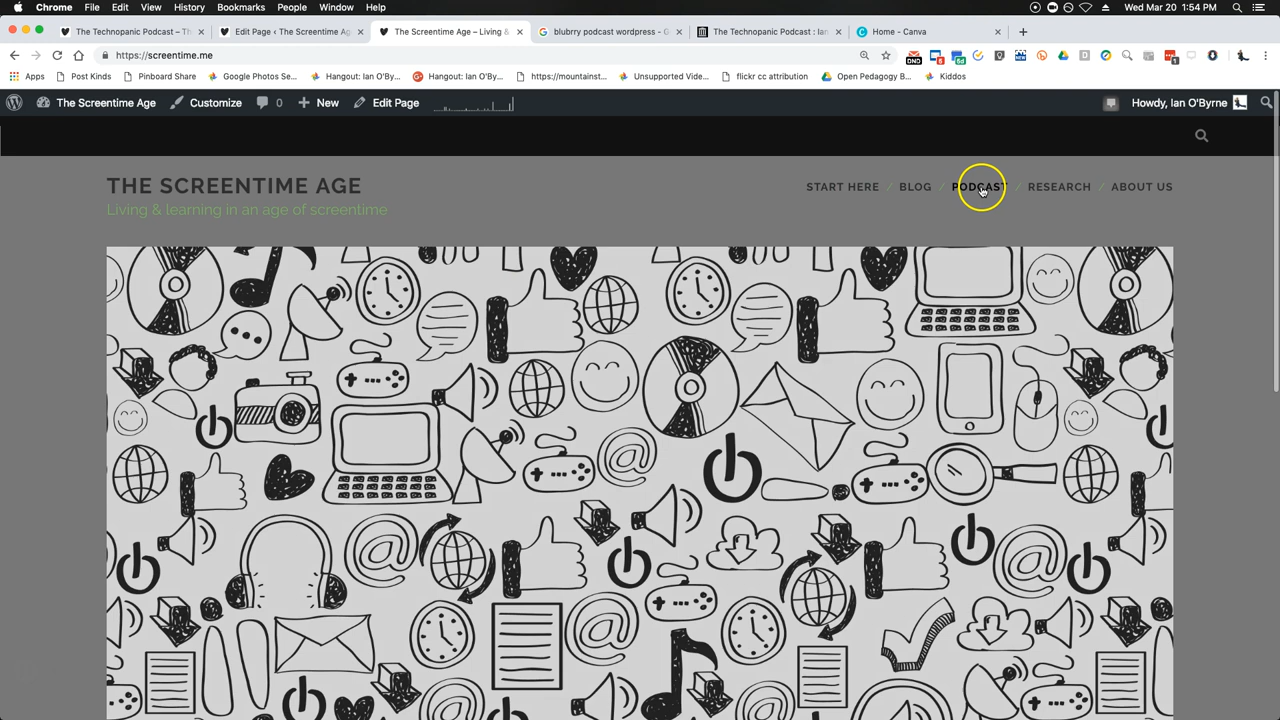 Chrome File Edit View History Bookmarks People Window Help
Wed Mar 20 1:54 PM
The Technopanic Podcast – Th
Edit Page ‹ The Screentime Age
The Screentime Age – Living &
blubrry podcast wordpress - G
The Technopanic Podcast : Ian
Home - Canva
https://screentime.me
Apps Post Kinds Pinboard Share Google Photos Se... Hangout: Ian O'By... Hangout: Ian O'By... https://mountainst... Unsupported Vide... flickr cc attribution Open Pedagogy B... Kiddos
The Screentime Age Customize 0 New Edit Page
Howdy, Ian O'Byrne
THE SCREENTIME AGE
START HERE / BLOG / PODCAST / RESEARCH / ABOUT US
Living & learning in an age of screentime